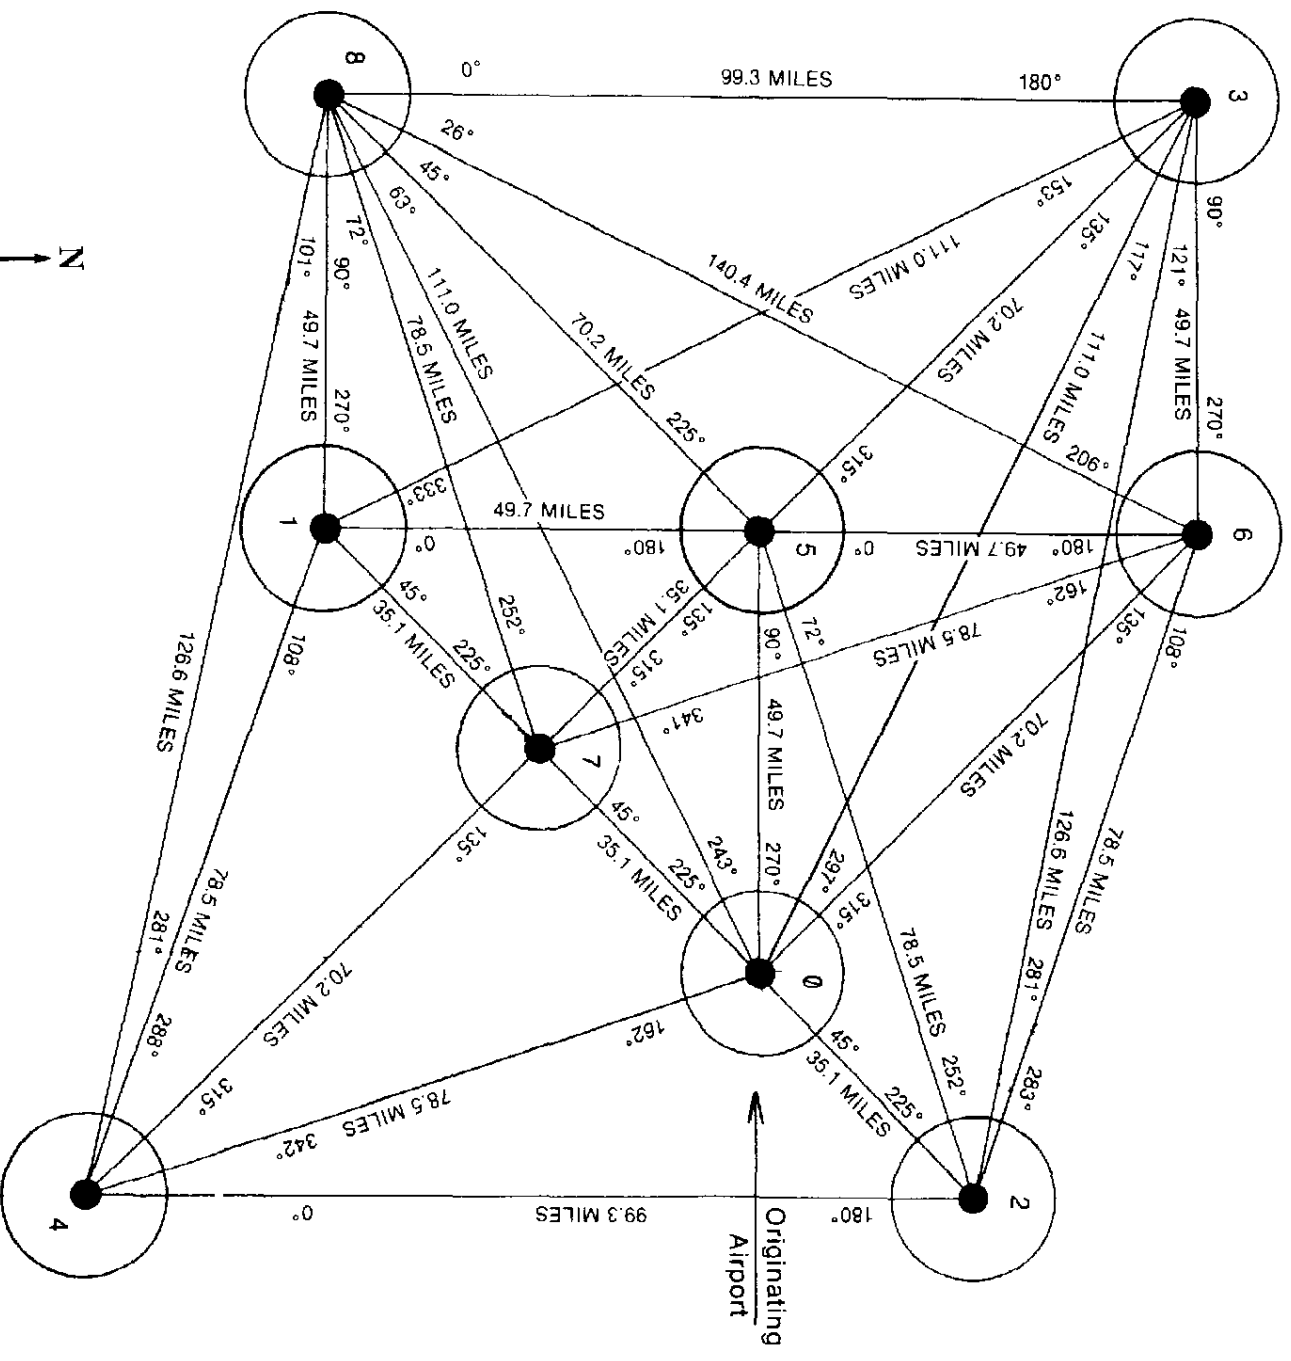 8
0°
99.3 MILES
180°
3
26°
45°
63°
72°
90°
101°
153°
135°
117°
121°
90°
N
49.7 MILES
78.5 MILES
111.0 MILES
70.2 MILES
140.4 MILES
111.0 MILES
70.2 MILES
111.0 MILES
49.7 MILES
270°
225°
315°
206°
270°
333°
49.7 MILES
1
0°
180°
5
0°
49.7 MILES
180°
6
45°
35.1 MILES
225°
252°
35.1 MILES
135°
315°
90°
72°
162°
135°
108°
108°
126.6 MILES
341°
78.5 MILES
7
49.7 MILES
70.2 MILES
45°
35.1 MILES
225°
243°
270°
297°
315°
135°
126.6 MILES
78.5 MILES
78.5 MILES
281°
288°
70.2 MILES
0
162°
45°
35.1 MILES
225°
78.5 MILES
252°
281°
283°
315°
342°
78.5 MILES
4
0°
99.3 MILES
180°
2
Originating
Airport